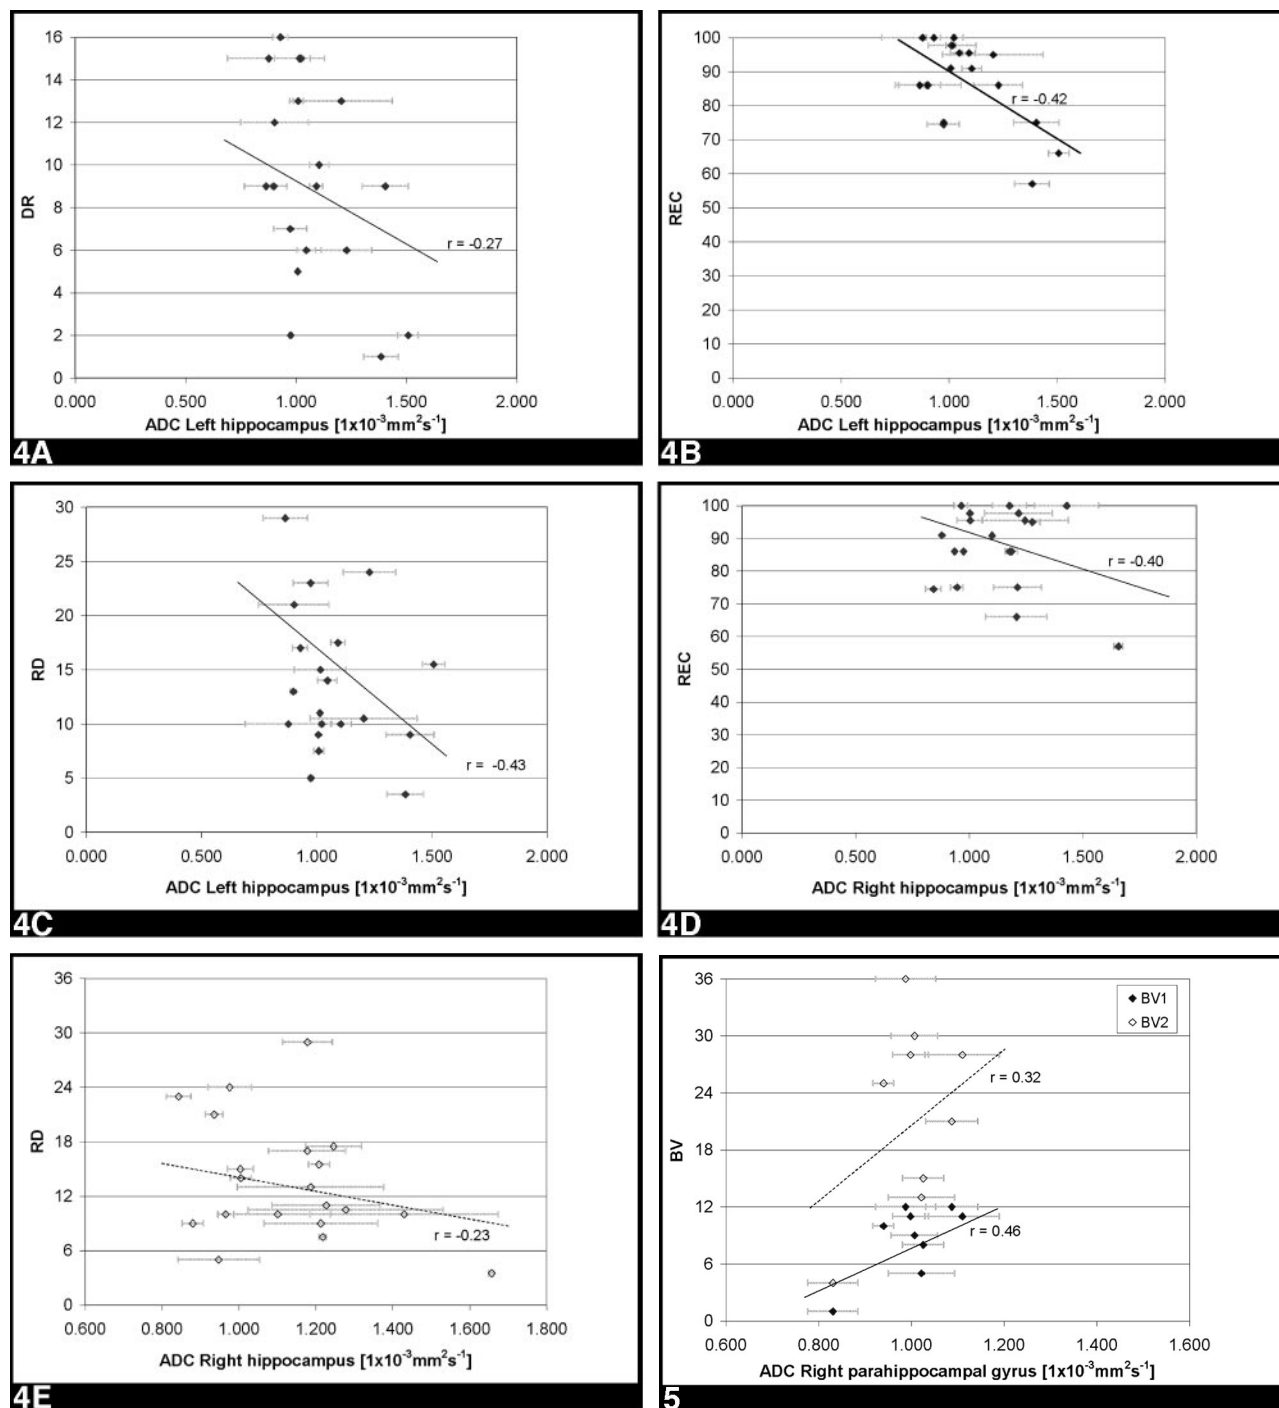 16
14
12
10
8
6
4
2
0
DR
r = -0.27
0.000 0.500 1.000 1.500 2.000
ADC Left hippocampus [1x10⁻³mm²s⁻¹]
4A
100
90
80
70
60
50
40
30
20
10
0
REC
r = -0.42
0.000 0.500 1.000 1.500 2.000
ADC Left hippocampus [1x10⁻³mm²s⁻¹]
4B
30
25
20
15
10
5
0
RD
r = -0.43
0.000 0.500 1.000 1.500 2.000
ADC Left hippocampus [1x10⁻³mm²s⁻¹]
4C
100
90
80
70
60
50
40
30
20
10
0
REC
r = -0.40
0.000 0.500 1.000 1.500 2.000
ADC Right hippocampus [1x10⁻³mm²s⁻¹]
4D
36
30
24
18
12
6
0
RD
r = -0.23
0.600 0.800 1.000 1.200 1.400 1.600 1.800
ADC Right hippocampus [1x10⁻³mm²s⁻¹]
4E
36
30
24
18
12
6
0
BV
BV1
BV2
r = 0.32
r = 0.46
0.600 0.800 1.000 1.200 1.400 1.600
ADC Right parahippocampal gyrus [1x10⁻³mm²s⁻¹]
5